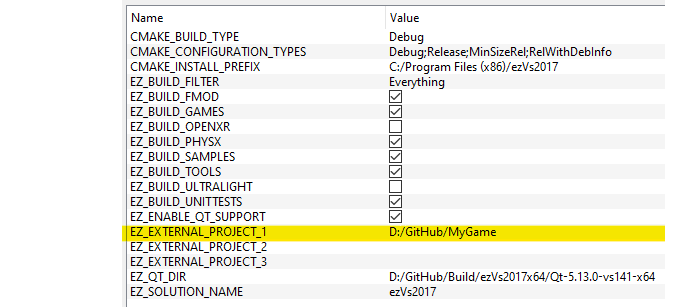 Name Value
CMAKE_BUILD_TYPE Debug
CMAKE_CONFIGURATION_TYPES Debug;Release;MinSizeRel;RelWithDebInfo
CMAKE_INSTALL_PREFIX C:/Program Files (x86)/ezVs2017
EZ_BUILD_FILTER Everything
EZ_BUILD_FMOD
EZ_BUILD_GAMES
EZ_BUILD_OPENXR
EZ_BUILD_PHYSX
EZ_BUILD_SAMPLES
EZ_BUILD_TOOLS
EZ_BUILD_ULTRALIGHT
EZ_BUILD_UNITTESTS
EZ_ENABLE_QT_SUPPORT
EZ_EXTERNAL_PROJECT_1 D:/GitHub/MyGame
EZ_EXTERNAL_PROJECT_2
EZ_EXTERNAL_PROJECT_3
EZ_QT_DIR D:/GitHub/Build/ezVs2017x64/Qt-5.13.0-vs141-x64
EZ_SOLUTION_NAME ezVs2017